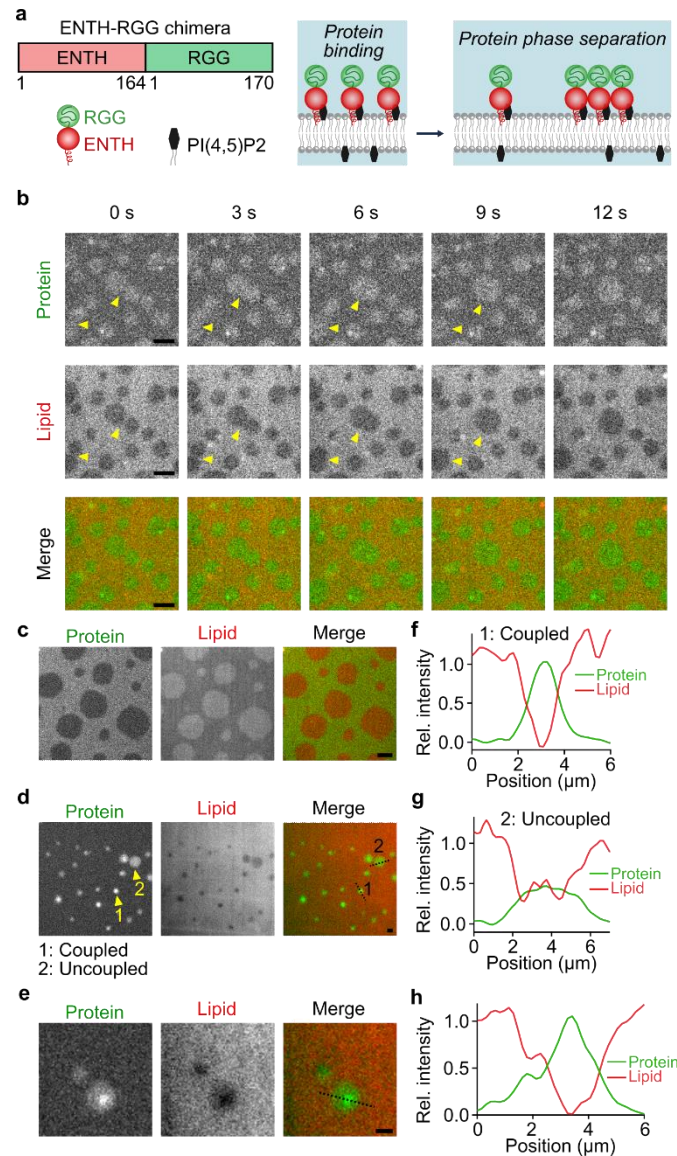 a
ENTH-RGG chimera
ENTH RGG
1 164 1 170
RGG
ENTH
PI(4,5)P2
Protein
binding
Protein phase separation
b
0 s 3 s 6 s 9 s 12 s
Protein
Lipid
Merge
c
Protein Lipid Merge
f
1: Coupled
Protein
Lipid
Rel. intensity
1.0
0.5
0.0
0 2 4 6
Position (µm)
d
Protein Lipid Merge
1
2
2
1
1: Coupled
2: Uncoupled
g
2: Uncoupled
Protein
Lipid
Rel. intensity
1.0
0.5
0.0
0 2 4 6
Position (µm)
e
Protein Lipid Merge
h
Protein
Lipid
Rel. intensity
1.0
0.5
0.0
0 2 4 6
Position (µm)